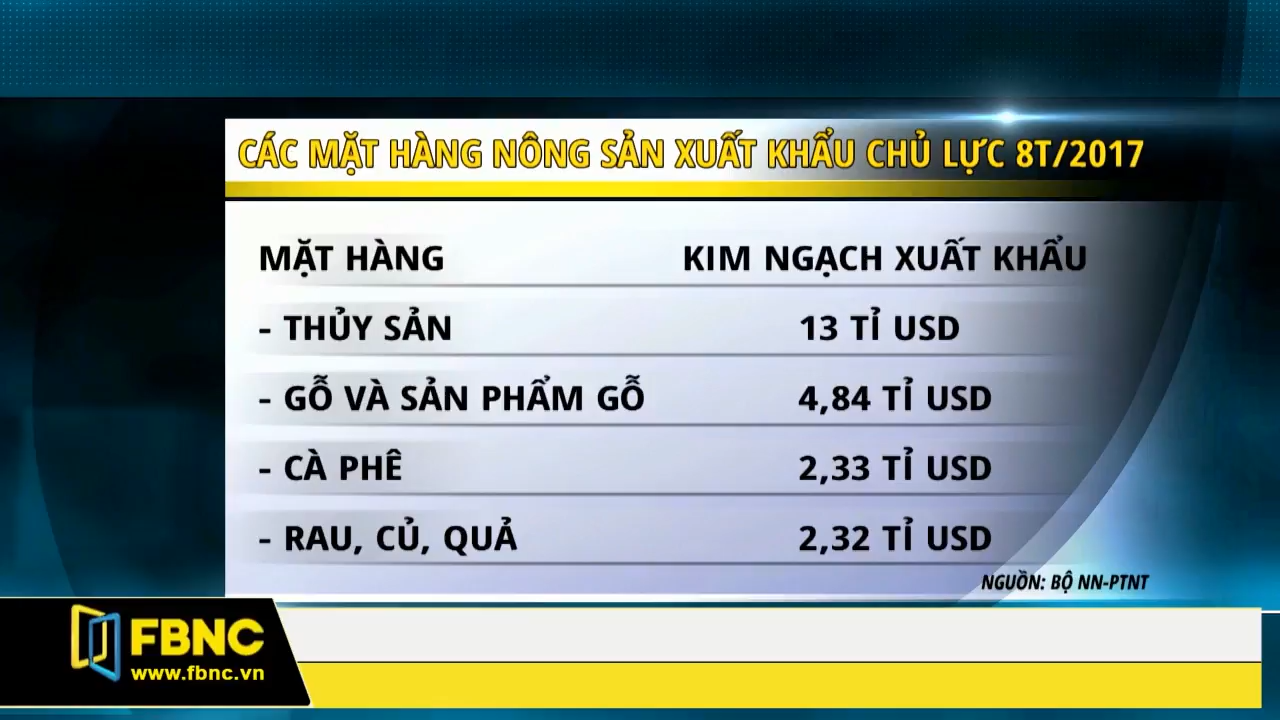 CÁC MẶT HÀNG NÔNG SẢN XUẤT KHẨU CHỦ LỰC 8T/2017
MẶT HÀNG KIM NGẠCH XUẤT KHẨU
- THỦY SẢN 13 TỈ USD
- GỖ VÀ SẢN PHẨM GỖ 4,84 TỈ USD
- CÀ PHÊ 2,33 TỈ USD
- RAU, CỦ, QUẢ 2,32 TỈ USD
NGUỒN: BỘ NN-PTNT
FBNC
www.fbnc.vn